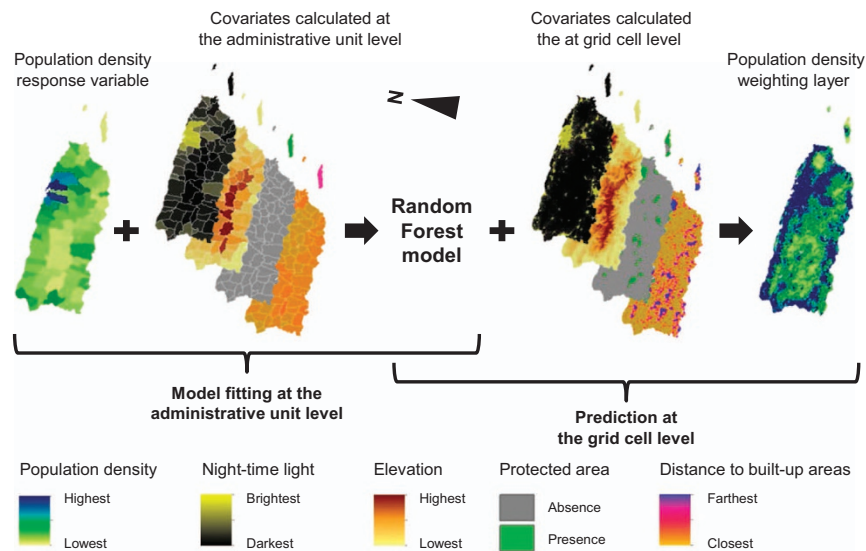 Covariates calculated at
the administrative unit level
Covariates calculated
the at grid cell level
Population density
response variable
Population density
weighting layer
N
Random
Forest
model
Model fitting at the
administrative unit level
Prediction at
the grid cell level
Population density
Highest
Lowest
Night-time light
Brightest
Darkest
Elevation
Highest
Lowest
Protected area
Absence
Presence
Distance to built-up areas
Farthest
Closest